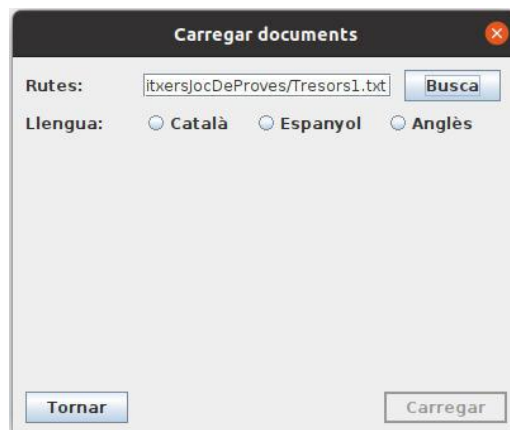 Carregar documents
Rutes: itxersJocDeProves/Tresors1.txt Busca
Llengua: Català Espanyol Anglès
Tornar Carregar